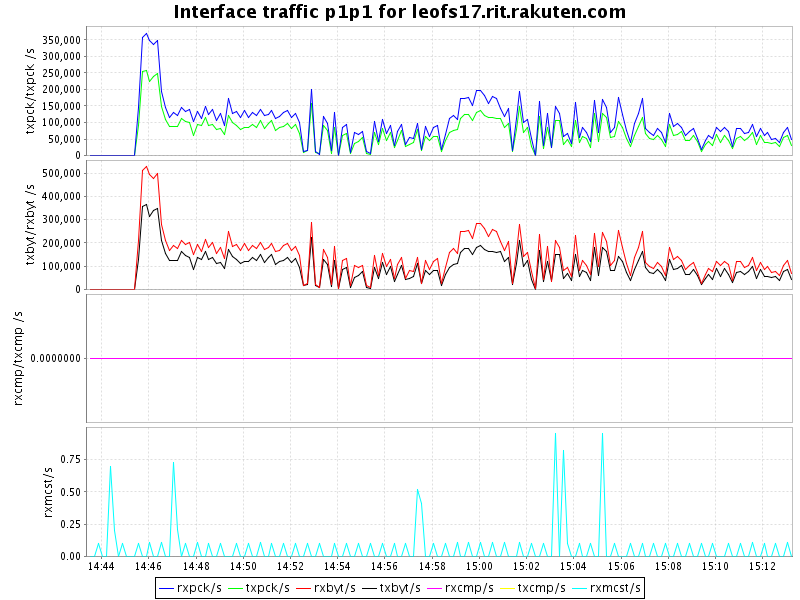 Interface traffic p1p1 for leofs17.rit.rakuten.com
txpck/txpck /s
350,000
300,000
250,000
200,000
150,000
100,000
50,000
0
txbyt/rxbyt /s
500,000
400,000
300,000
200,000
100,000
0
rxcmp/txcmp /s
0.0000000
rxmcst/s
0.75
0.50
0.25
0.00
14:44 14:46 14:48 14:50 14:52 14:54 14:56 14:58 15:00 15:02 15:04 15:06 15:08 15:10 15:12
rxpck/s txpck/s rxbyt/s txbyt/s rxcmp/s txcmp/s rxmcst/s